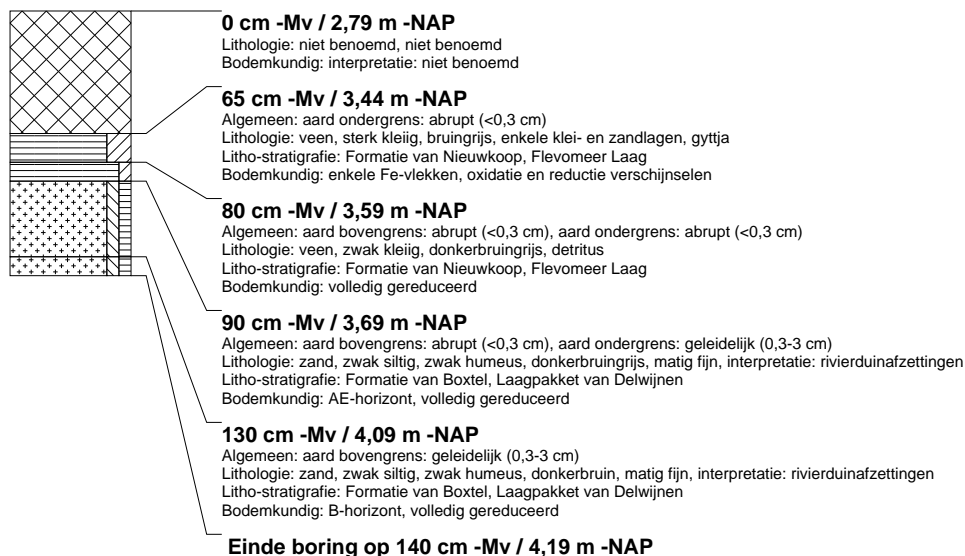 0 cm -Mv / 2,79 m -NAP
Lithologie: niet benoemd, niet benoemd
Bodemkundig: interpretatie: niet benoemd
65 cm -Mv / 3,44 m -NAP
Algemeen: aard ondergrens: abrupt (<0,3 cm)
Lithologie: veen, sterk kleiig, bruingrijs, enkele klei- en zandlagen, gyttja
Litho-stratigrafie: Formatie van Nieuwkoop, Flevomeer Laag
Bodemkundig: enkele Fe-vlekken, oxidatie en reductie verschijnselen
80 cm -Mv / 3,59 m -NAP
Algemeen: aard bovengrens: abrupt (<0,3 cm), aard ondergrens: abrupt (<0,3 cm)
Lithologie: veen, zwak kleiig, donkerbruingrijs, detritus
Litho-stratigrafie: Formatie van Nieuwkoop, Flevomeer Laag
Bodemkundig: volledig gereduceerd
90 cm -Mv / 3,69 m -NAP
Algemeen: aard bovengrens: abrupt (<0,3 cm), aard ondergrens: geleidelijk (0,3-3 cm)
Lithologie: zand, zwak siltig, zwak humeus, donkerbruingrijs, matig fijn, interpretatie: rivierduinafzettingen
Litho-stratigrafie: Formatie van Boxtel, Laagpakket van Delwijnen
Bodemkundig: AE-horizont, volledig gereduceerd
130 cm -Mv / 4,09 m -NAP
Algemeen: aard bovengrens: geleidelijk (0,3-3 cm)
Lithologie: zand, zwak siltig, zwak humeus, donkerbruin, matig fijn, interpretatie: rivierduinafzettingen
Litho-stratigrafie: Formatie van Boxtel, Laagpakket van Delwijnen
Bodemkundig: B-horizont, volledig gereduceerd
Einde boring op 140 cm -Mv / 4,19 m -NAP